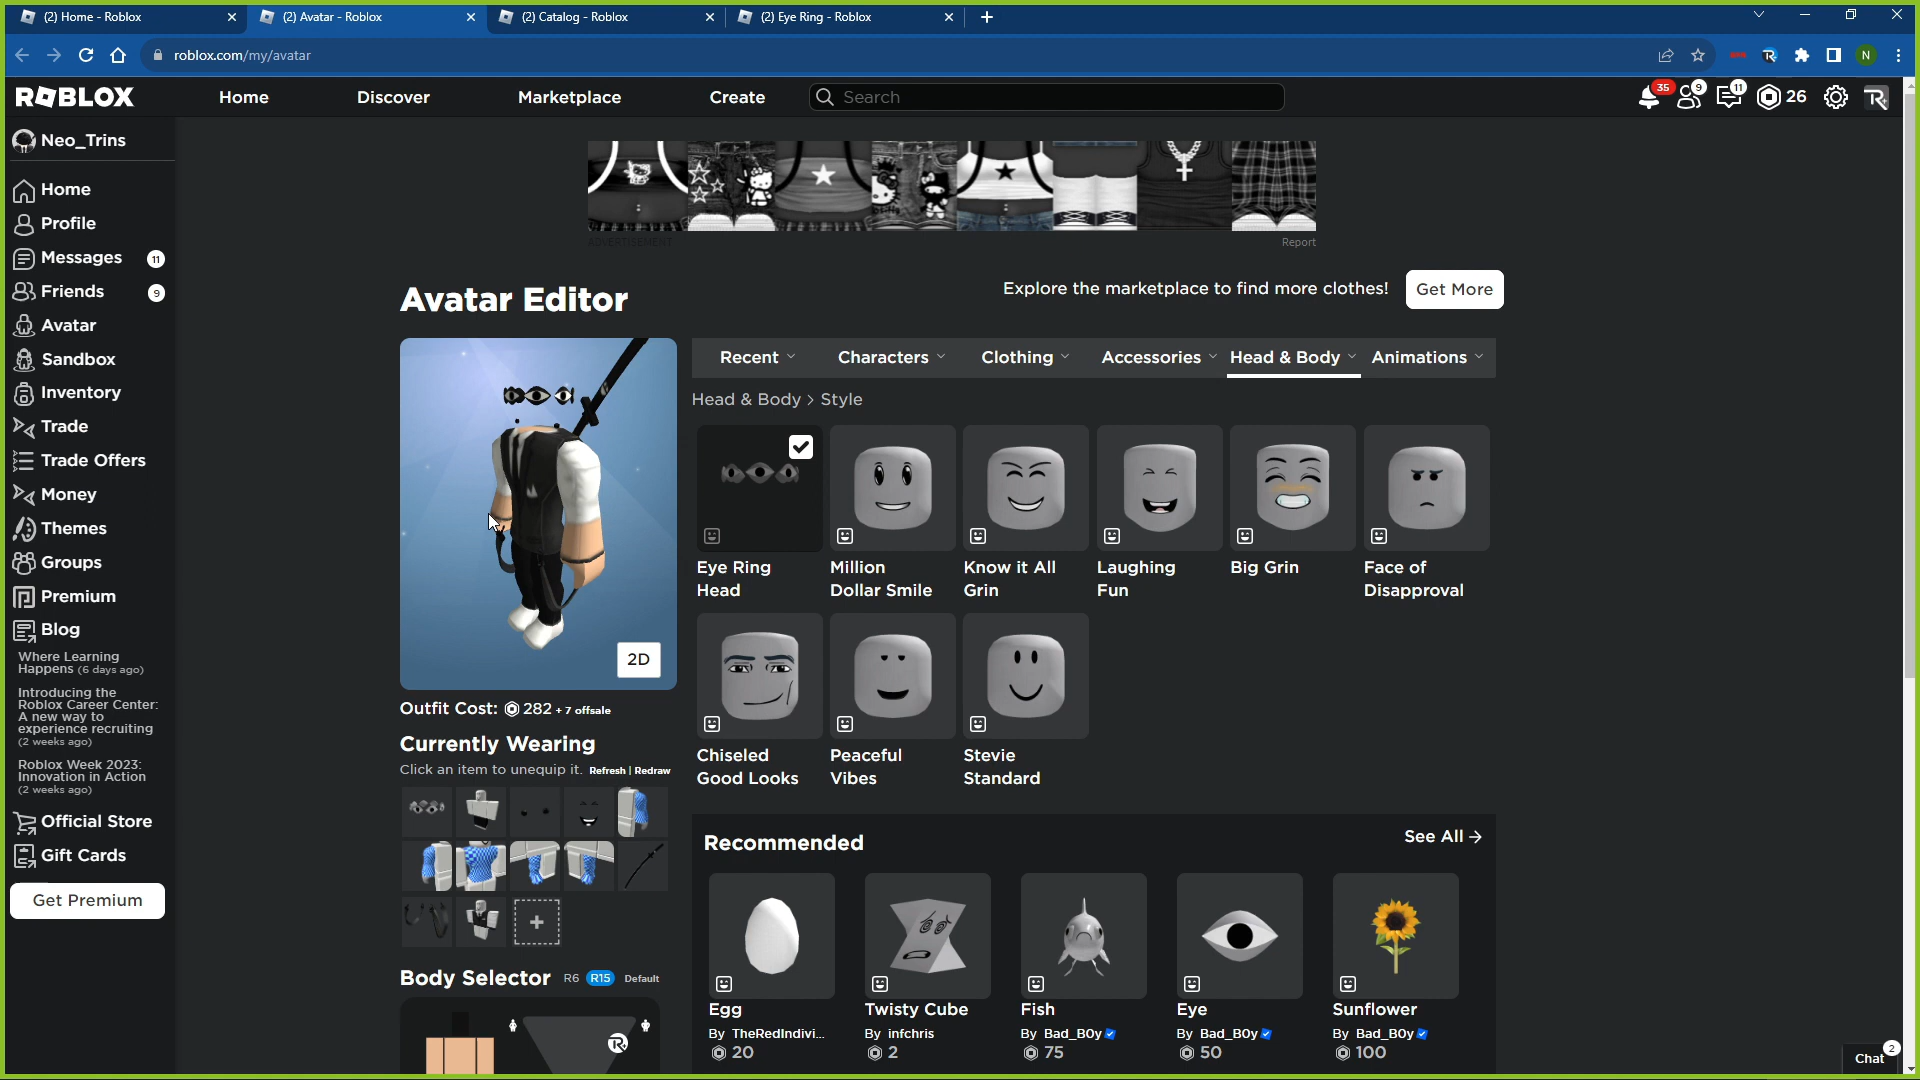 (2) Home - Roblox
(2) Avatar - Roblox
(2) Catalog - Roblox
(2) Eye Ring - Roblox
roblox.com/my/avatar
N
ROBLOX
Home
Discover
Marketplace
Create
Search
35
9
11
26
Neo_Trins
Home
Profile
Messages
11
Friends
9
Avatar
Sandbox
Inventory
Trade
Trade Offers
Money
Themes
Groups
Premium
Blog
Where Learning
Happens (6 days ago)
Introducing the
Roblox Career Center:
A new way to
experience recruiting
(2 weeks ago)
Roblox Week 2023:
Innovation in Action
(2 weeks ago)
Official Store
Gift Cards
Get Premium
ADVERTISEMENT
Report
Avatar Editor
Explore the marketplace to find more clothes!
Get More
2D
Outfit Cost: 282 + 7 offsale
Currently Wearing
Click an item to unequip it. Refresh | Redraw
Body Selector R6 R15 Default
Recent
Characters
Clothing
Accessories
Head & Body
Animations
Head & Body > Style
Eye Ring
Head
Million
Dollar Smile
Know it All
Grin
Laughing
Fun
Big Grin
Face of
Disapproval
Chiseled
Good Looks
Peaceful
Vibes
Stevie
Standard
Recommended
See All
Egg
By TheRedIndivi...
20
Twisty Cube
By infchris
2
Fish
By Bad_B0y
75
Eye
By Bad_B0y
50
Sunflower
By Bad_B0y
100
Chat
2